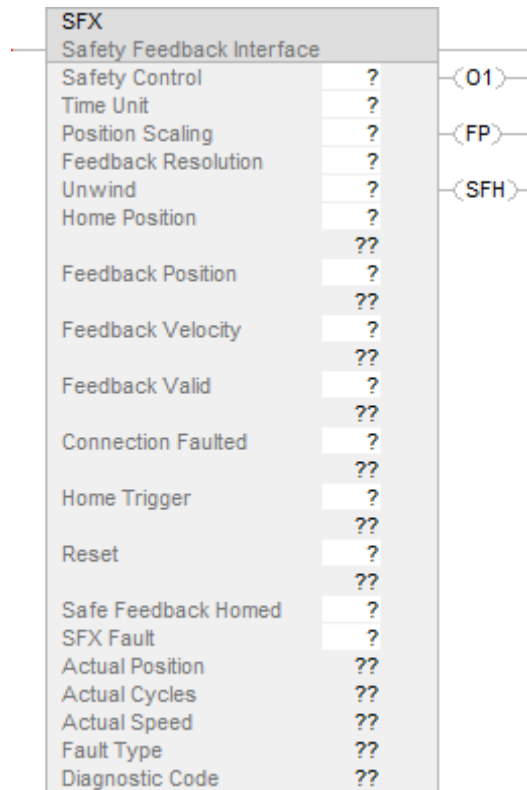 SFX
Safety Feedback Interface
Safety Control ? (O1)
Time Unit ?
Position Scaling ? (FP)
Feedback Resolution ?
Unwind ? (SFH)
Home Position ?
??
Feedback Position ?
??
Feedback Velocity ?
??
Feedback Valid ?
??
Connection Faulted ?
??
Home Trigger ?
??
Reset ?
??
Safe Feedback Homed ?
SFX Fault ?
Actual Position ??
Actual Cycles ??
Actual Speed ??
Fault Type ??
Diagnostic Code ??